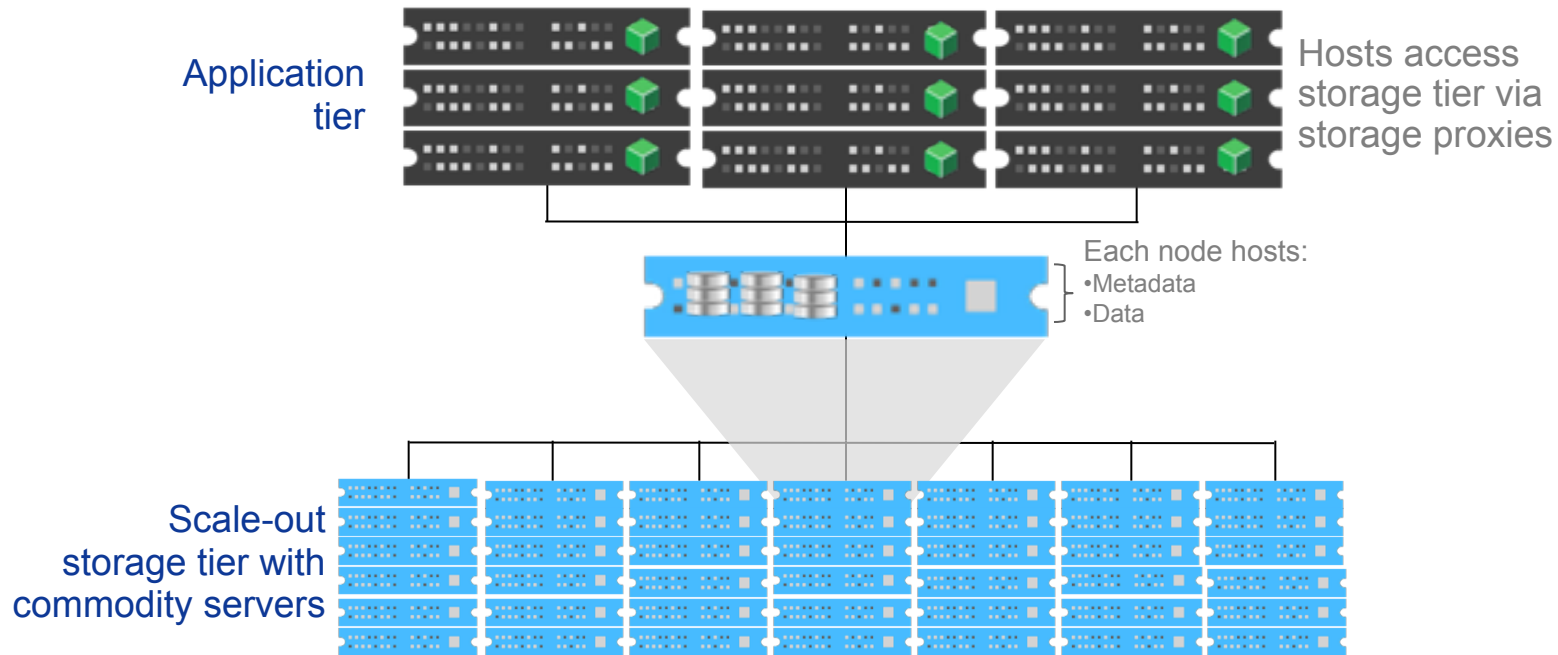 Application
tier
Hosts access
storage tier via
storage proxies
Each node hosts:
•Metadata
•Data
Scale-out
storage tier with
commodity servers